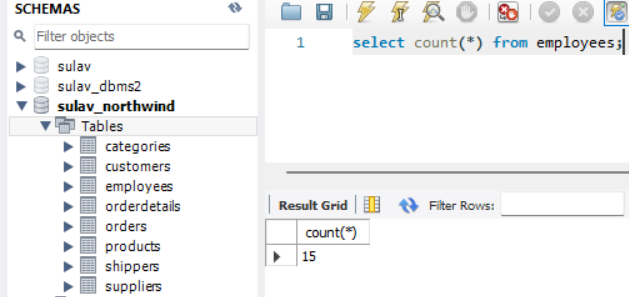 SCHEMAS
Filter objects
sulav
sulav_dbms2
sulav_northwind
Tables
categories
customers
employees
orderdetails
orders
products
shippers
suppliers
1 select count(*) from employees;
Result Grid Filter Rows:
count(*)
15